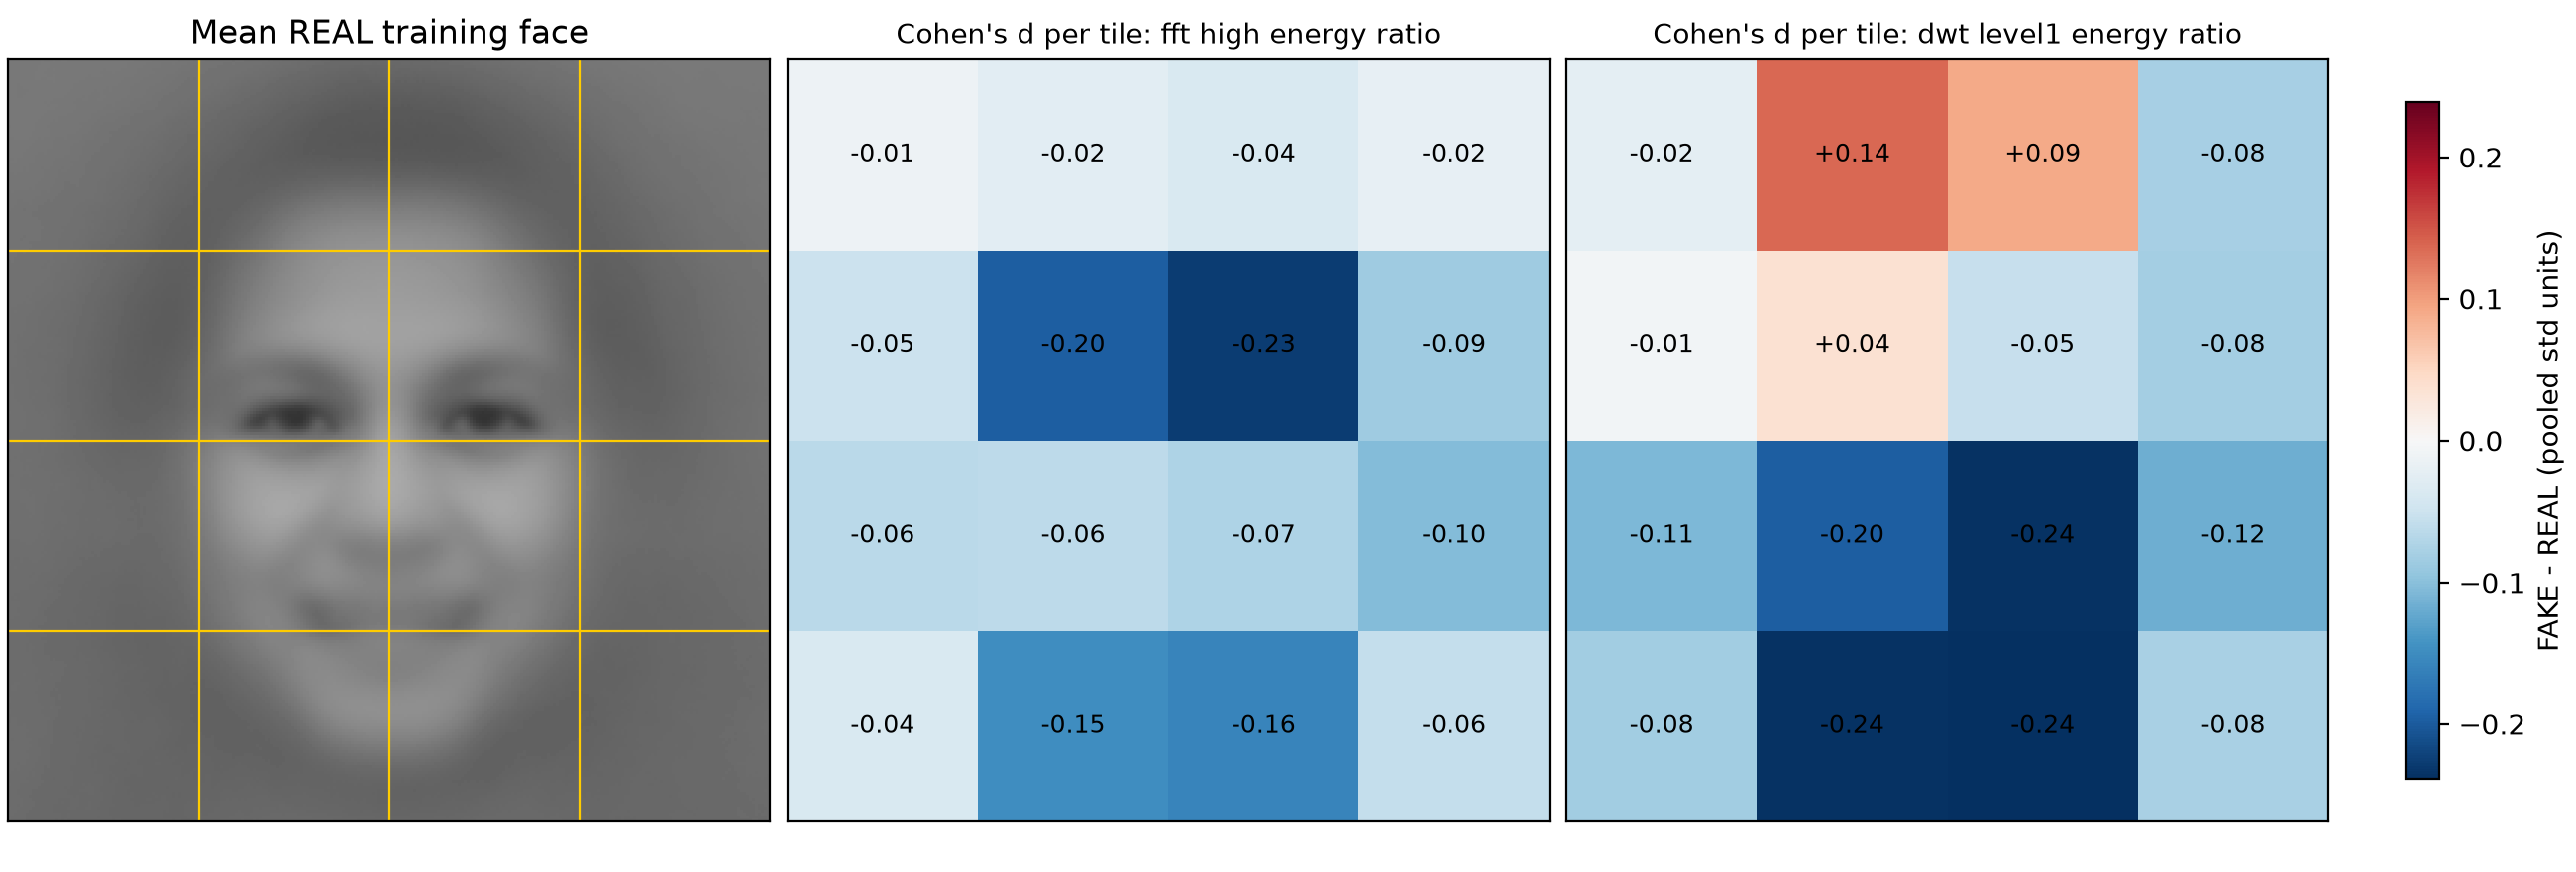 Mean REAL training face
Cohen's d per tile: fft high energy ratio
Cohen's d per tile: dwt level1 energy ratio
-0.01 -0.02 -0.04 -0.02
-0.05 -0.20 -0.23 -0.09
-0.06 -0.06 -0.07 -0.10
-0.04 -0.15 -0.16 -0.06
-0.02 +0.14 +0.09 -0.08
-0.01 +0.04 -0.05 -0.08
-0.11 -0.20 -0.24 -0.12
-0.08 -0.24 -0.24 -0.08
0.2
0.1
0.0
−0.1
−0.2
FAKE - REAL (pooled std units)